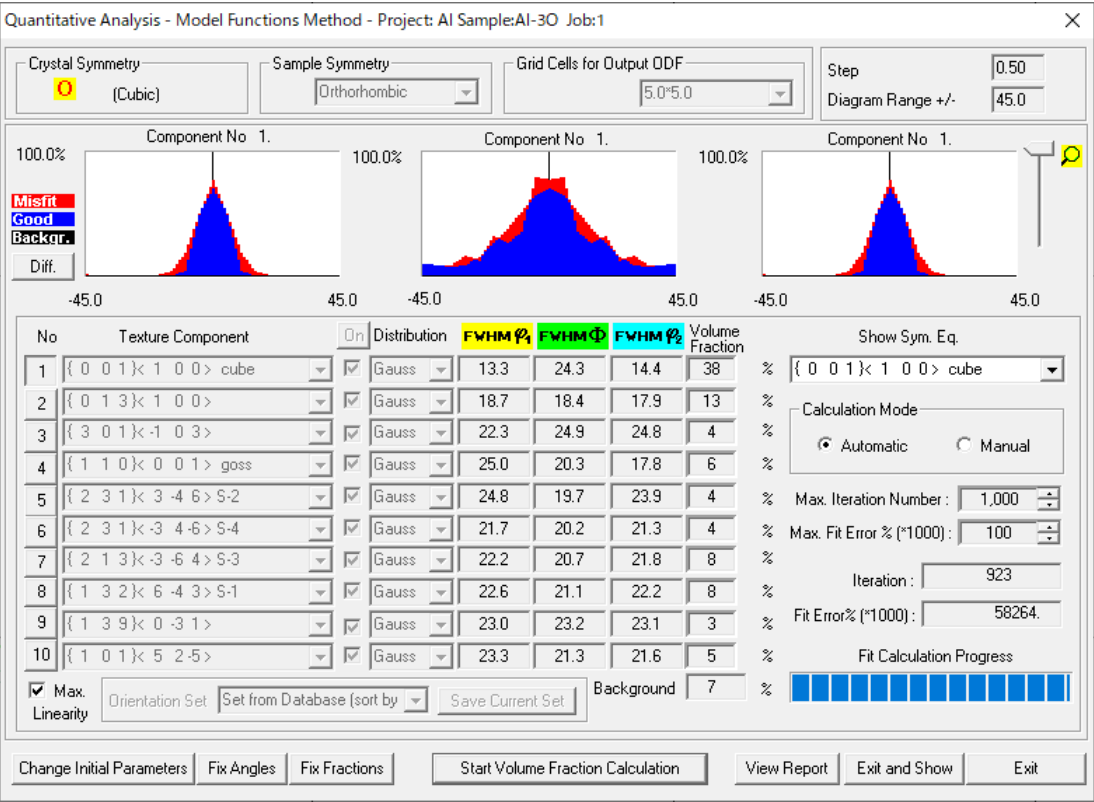 Quantitative Analysis - Model Functions Method - Project: Al Sample:Al-3O Job:1
Crystal Symmetry
O (Cubic)
Sample Symmetry
Orthorhombic
Grid Cells for Output ODF
5.0*5.0
Step 0.50
Diagram Range +/- 45.0
Component No 1.
Component No 1.
Component No 1.
100.0%
100.0%
100.0%
Misfit
Good
Backgr.
Diff.
-45.0 45.0 -45.0 45.0 -45.0 45.0
No Texture Component On Distribution FWHM φ1 FWHM Φ FWHM φ2 Volume Fraction
1 { 0 0 1}< 1 0 0> cube Gauss 13.3 24.3 14.4 38 %
2 { 0 1 3}< 1 0 0> Gauss 18.7 18.4 17.9 13 %
3 { 3 0 1}<-1 0 3> Gauss 22.3 24.9 24.8 4 %
4 { 1 1 0}< 0 0 1> goss Gauss 25.0 20.3 17.8 6 %
5 { 2 3 1}< 3 -4 6> S-2 Gauss 24.8 19.7 23.9 4 %
6 { 2 3 1}<-3 4-6> S-4 Gauss 21.7 20.2 21.3 4 %
7 { 2 1 3}<-3 -6 4> S-3 Gauss 22.2 20.7 21.8 8 %
8 { 1 3 2}< 6 -4 3> S-1 Gauss 22.6 21.1 22.2 8 %
9 { 1 3 9}< 0 -3 1> Gauss 23.0 23.2 23.1 3 %
10 { 1 0 1}< 5 2-5> Gauss 23.3 21.3 21.6 5 %
Background 7 %
Max. Linearity
Orientation Set Set from Database (sort by Save Current Set
Show Sym. Eq.
{ 0 0 1}< 1 0 0> cube
Calculation Mode
Automatic Manual
Max. Iteration Number : 1,000
Max. Fit Error % (*1000) : 100
Iteration : 923
Fit Error% (*1000) : 58264.
Fit Calculation Progress
Change Initial Parameters Fix Angles Fix Fractions Start Volume Fraction Calculation View Report Exit and Show Exit